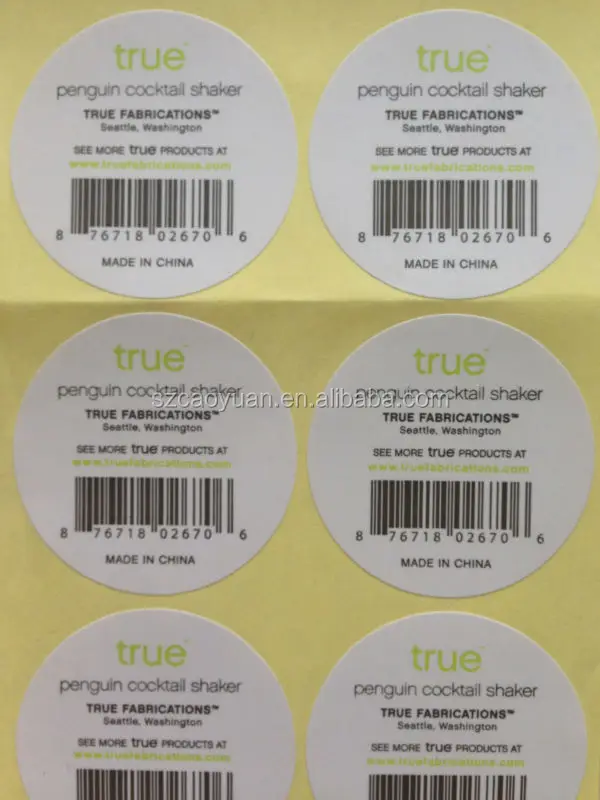 true™
penguin cocktail shaker
TRUE FABRICATIONS™
Seattle, Washington
SEE MORE true® PRODUCTS AT
www.truefabrications.com
8 76718 02670 6
MADE IN CHINA
true™
penguin cocktail shaker
TRUE FABRICATIONS™
Seattle, Washington
SEE MORE true® PRODUCTS AT
www.truefabrications.com
8 76718 02670 6
MADE IN CHINA
true™
penguin cocktail shaker
TRUE FABRICATIONS™
Seattle, Washington
SEE MORE true® PRODUCTS AT
www.truefabrications.com
8 76718 02670 6
MADE IN CHINA
true™
penguin cocktail shaker
TRUE FABRICATIONS™
Seattle, Washington
SEE MORE true® PRODUCTS AT
www.truefabrications.com
8 76718 02670 6
MADE IN CHINA
szcaoyuan.en.alibaba.com
true™
penguin cocktail shaker
TRUE FABRICATIONS™
Seattle, Washington
SEE MORE true® PRODUCTS AT
www.truefabrications.com
true™
penguin cocktail shaker
TRUE FABRICATIONS™
Seattle, Washington
SEE MORE true® PRODUCTS AT
www.truefabrications.com